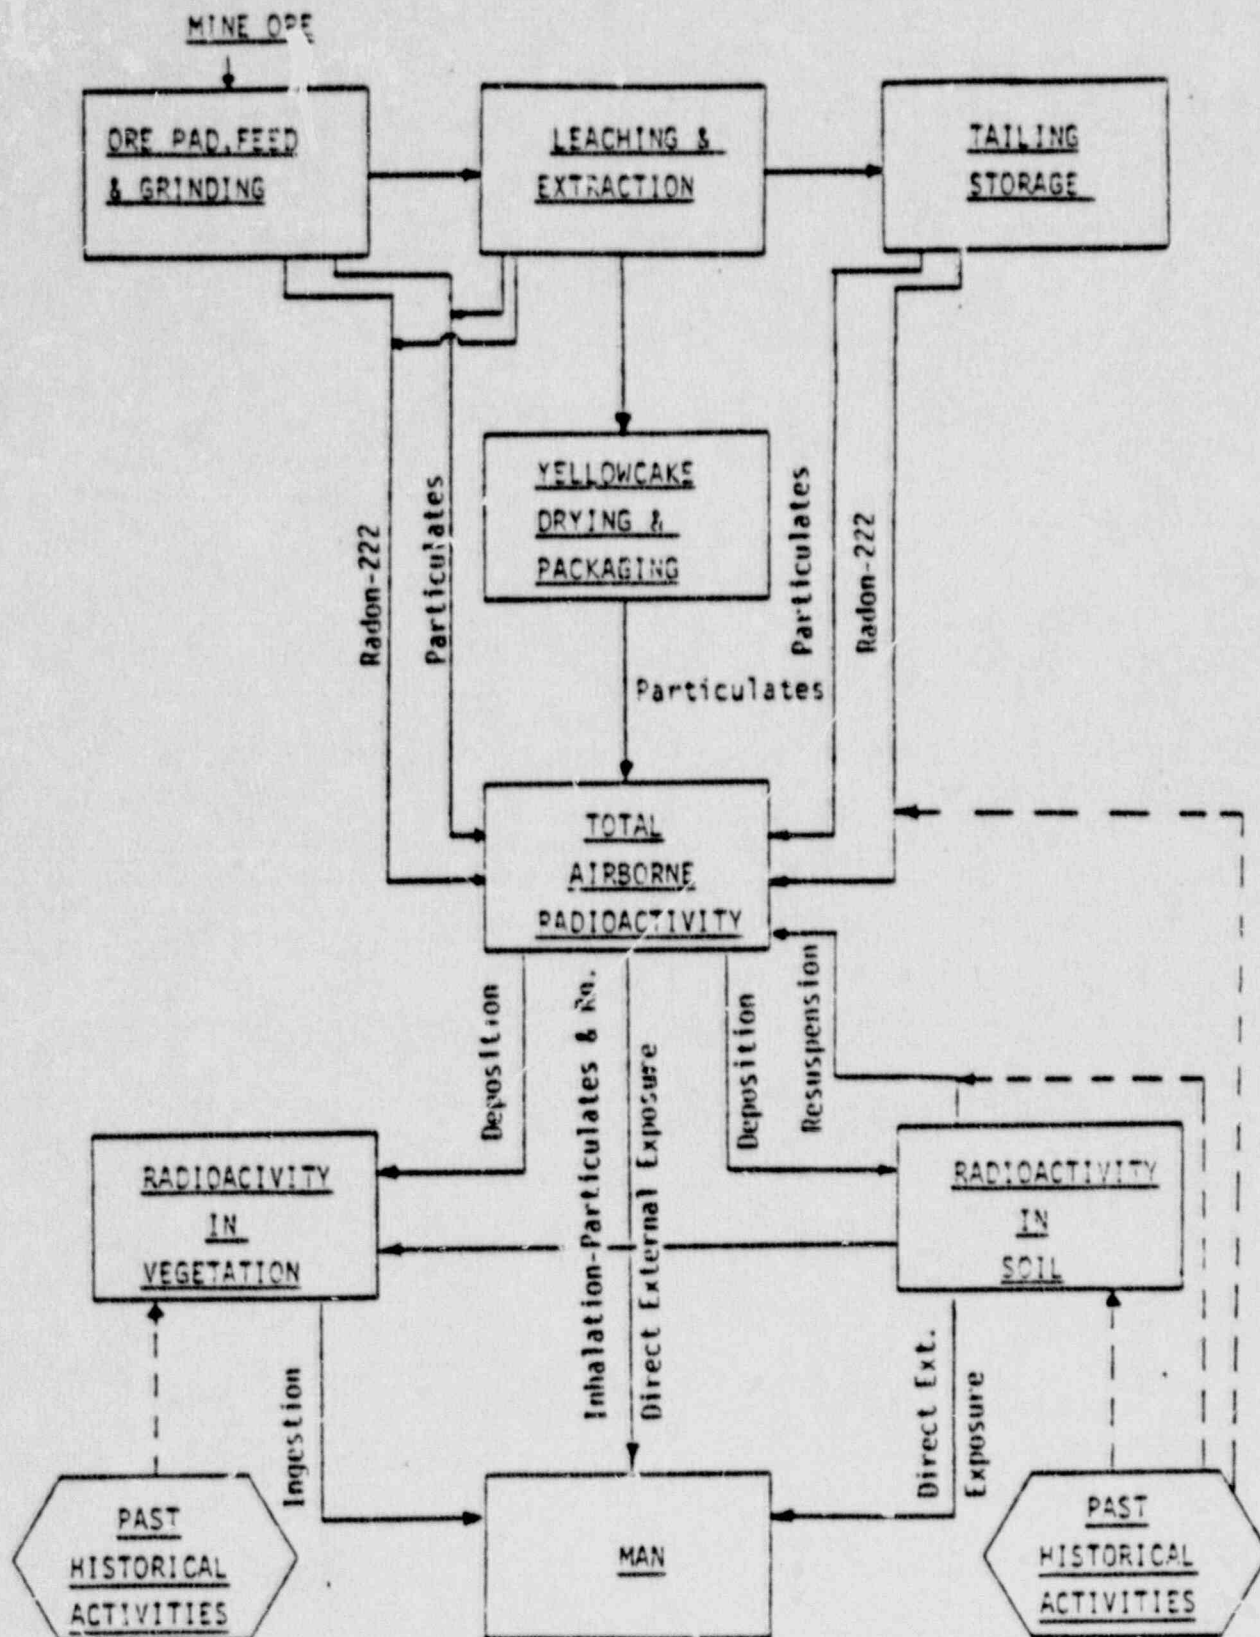 MINE ORE
ORE PAD,FEED
& GRINDING
LEACHING &
EXTRACTION
TAILING
STORAGE
Radon-222
Particulates
YELLOWCAKE
DRYING &
PACKAGING
Particulates
Particulates
Radon-222
TOTAL
AIRBORNE
RADIOACTIVITY
Deposition
Inhalation-Particulates & Rn.
Direct External Exposure
Deposition
Resuspension
RADIOACIVITY
IN
VEGETATION
RADIOACTIVITY
IN
SOIL
Ingestion
Direct Ext.
Exposure
PAST
HISTORICAL
ACTIVITIES
MAN
PAST
HISTORICAL
ACTIVITIES